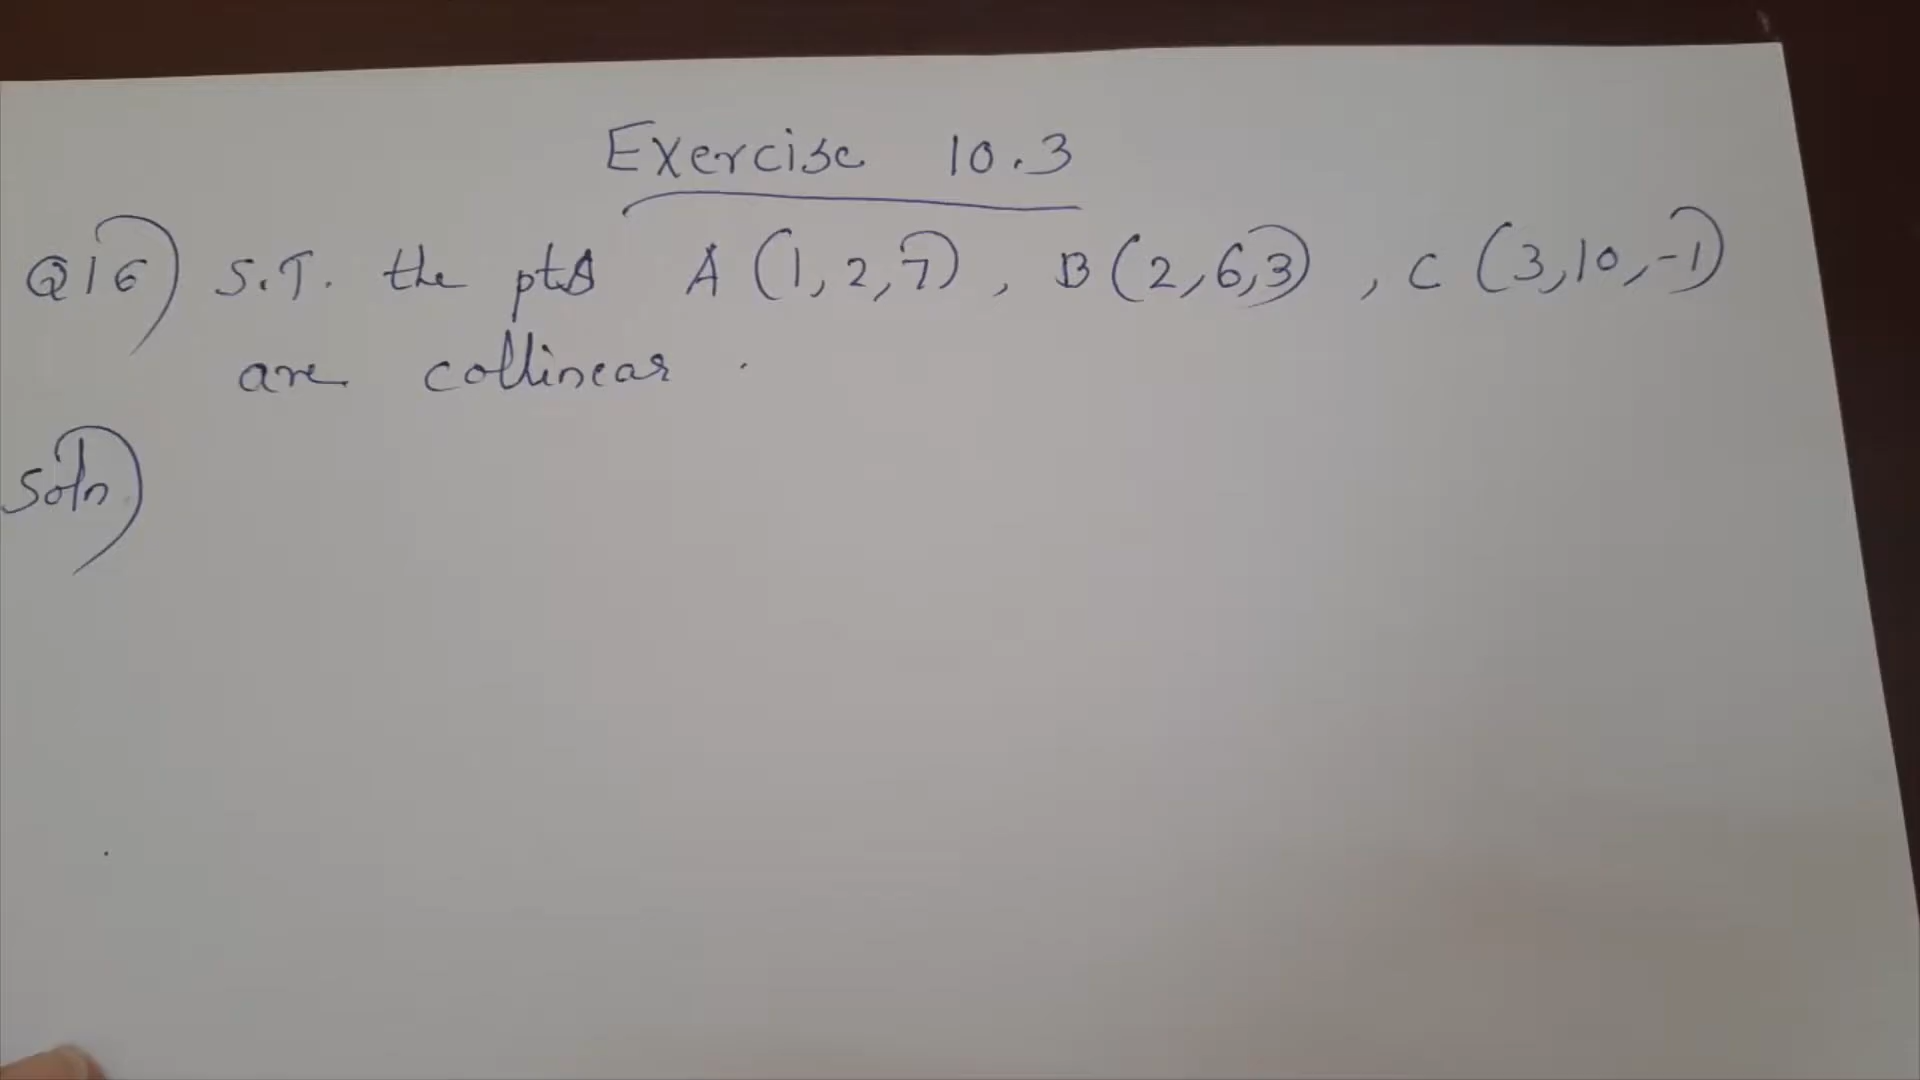 Exercise 10.3
Q16) S.T. the pts A (1,2,7), B (2,6,3), C (3,10,-1)
are collinear.
Soln)